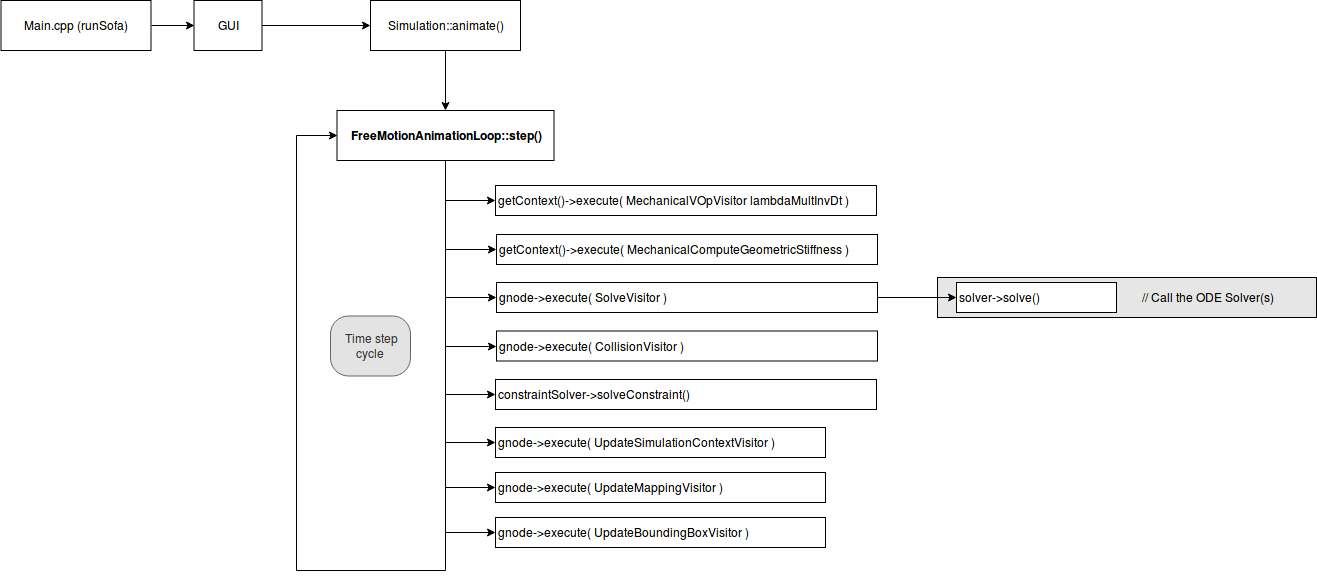 Main.cpp (runSofa)
GUI
Simulation::animate()
FreeMotionAnimationLoop::step()
getContext()->execute( MechanicalVOpVisitor lambdaMultInvDt )
getContext()->execute( MechanicalComputeGeometricStiffness )
gnode->execute( SolveVisitor )
solver->solve()
// Call the ODE Solver(s)
Time step
cycle
gnode->execute( CollisionVisitor )
constraintSolver->solveConstraint()
gnode->execute( UpdateSimulationContextVisitor )
gnode->execute( UpdateMappingVisitor )
gnode->execute( UpdateBoundingBoxVisitor )